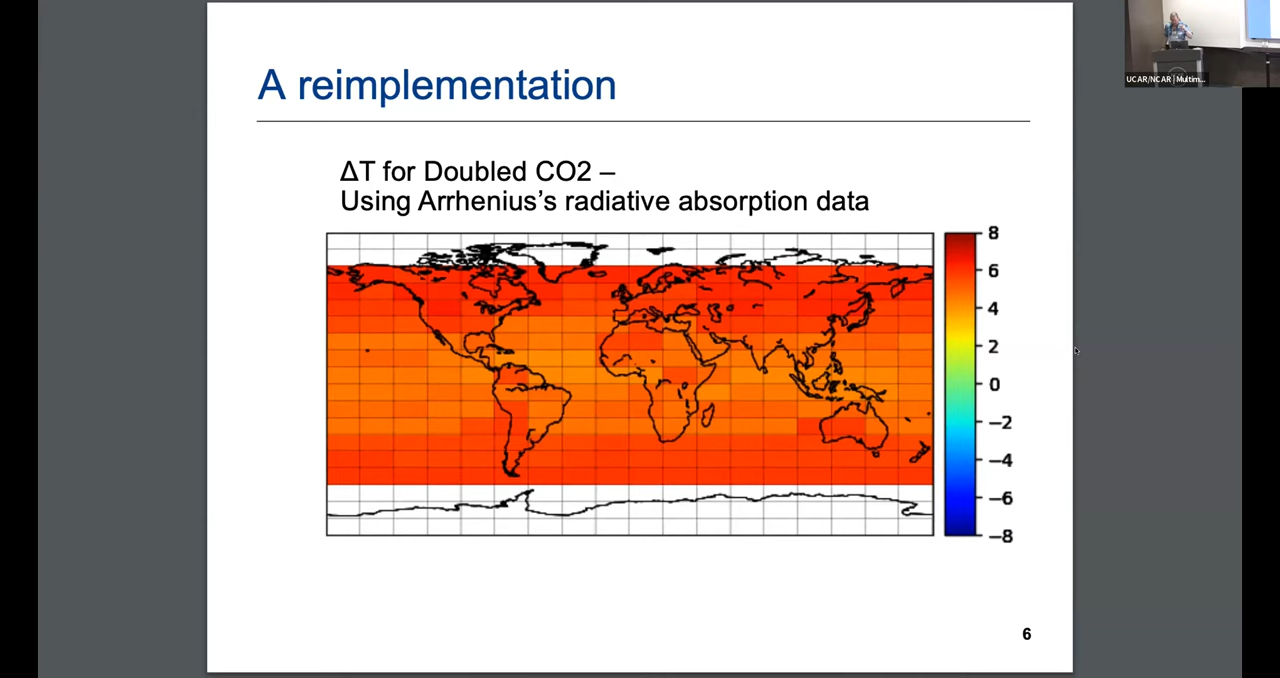 A reimplementation
ΔT for Doubled CO2 –
Using Arrhenius's radiative absorption data
8
6
4
2
0
−2
−4
−6
−8
6
UCAR/NCAR | Multim...